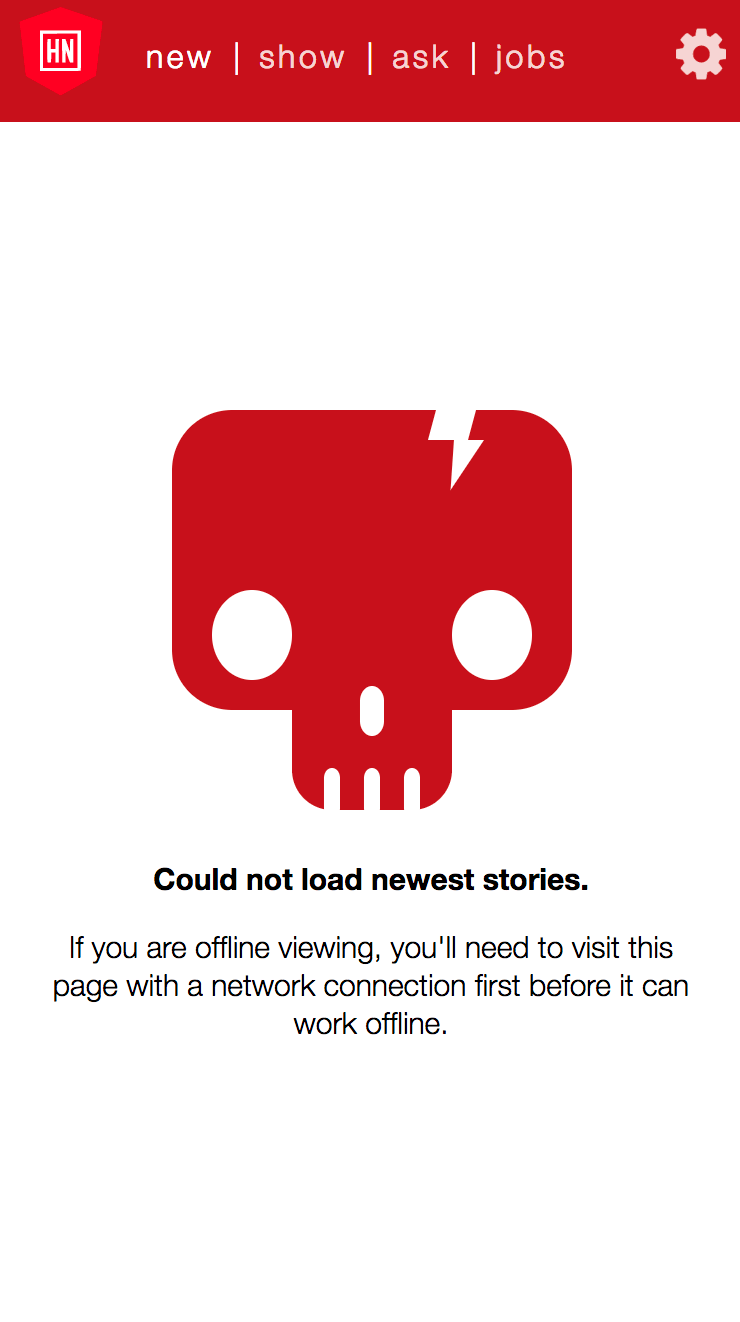 HN
new | show | ask | jobs
Could not load newest stories.
If you are offline viewing, you'll need to visit this
page with a network connection first before it can
work offline.